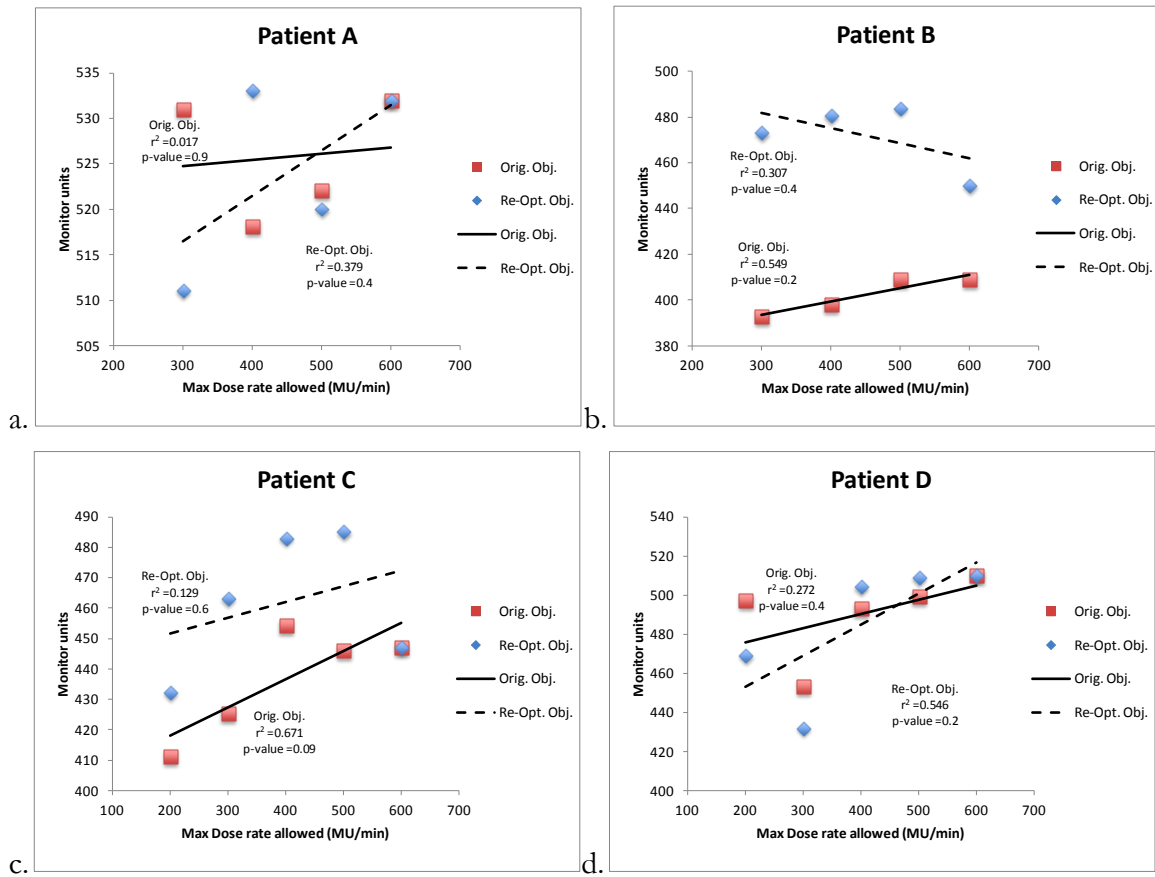 Patient A
Monitor units
535
530
525
520
515
510
505
Orig. Obj.
r² =0.017
p-value =0.9
Re-Opt. Obj.
r² =0.379
p-value =0.4
200 300 400 500 600 700
Max Dose rate allowed (MU/min)
Orig. Obj.
Re-Opt. Obj.
Orig. Obj.
Re-Opt. Obj.
a.
Patient B
Monitor units
500
480
460
440
420
400
380
Re-Opt. Obj.
r² =0.307
p-value =0.4
Orig. Obj.
r² =0.549
p-value =0.2
200 300 400 500 600 700
Max Dose rate allowed (MU/min)
Orig. Obj.
Re-Opt. Obj.
Orig. Obj.
Re-Opt. Obj.
b.
Patient C
Monitor units
490
480
470
460
450
440
430
420
410
400
Re-Opt. Obj.
r² =0.129
p-value =0.6
Orig. Obj.
r² =0.671
p-value =0.09
100 200 300 400 500 600 700
Max Dose rate allowed (MU/min)
Orig. Obj.
Re-Opt. Obj.
Orig. Obj.
Re-Opt. Obj.
c.
Patient D
Monitor units
540
520
500
480
460
440
420
400
Orig. Obj.
r² =0.272
p-value =0.4
Re-Opt. Obj.
r² =0.546
p-value =0.2
100 200 300 400 500 600 700
Max Dose rate allowed (MU/min)
Orig. Obj.
Re-Opt. Obj.
Orig. Obj.
Re-Opt. Obj.
d.